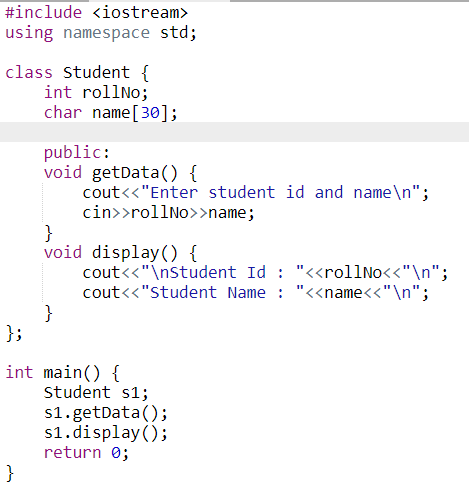 #include <iostream>
using namespace std;
class Student {
int rollNo;
char name[30];
public:
void getData() {
cout<<"Enter student id and name\n";
cin>>rollNo>>name;
}
void display() {
cout<<"\nStudent Id : "<<rollNo<<"\n";
cout<<"Student Name : "<<name<<"\n";
}
};
int main() {
Student s1;
s1.getData();
s1.display();
return 0;
}